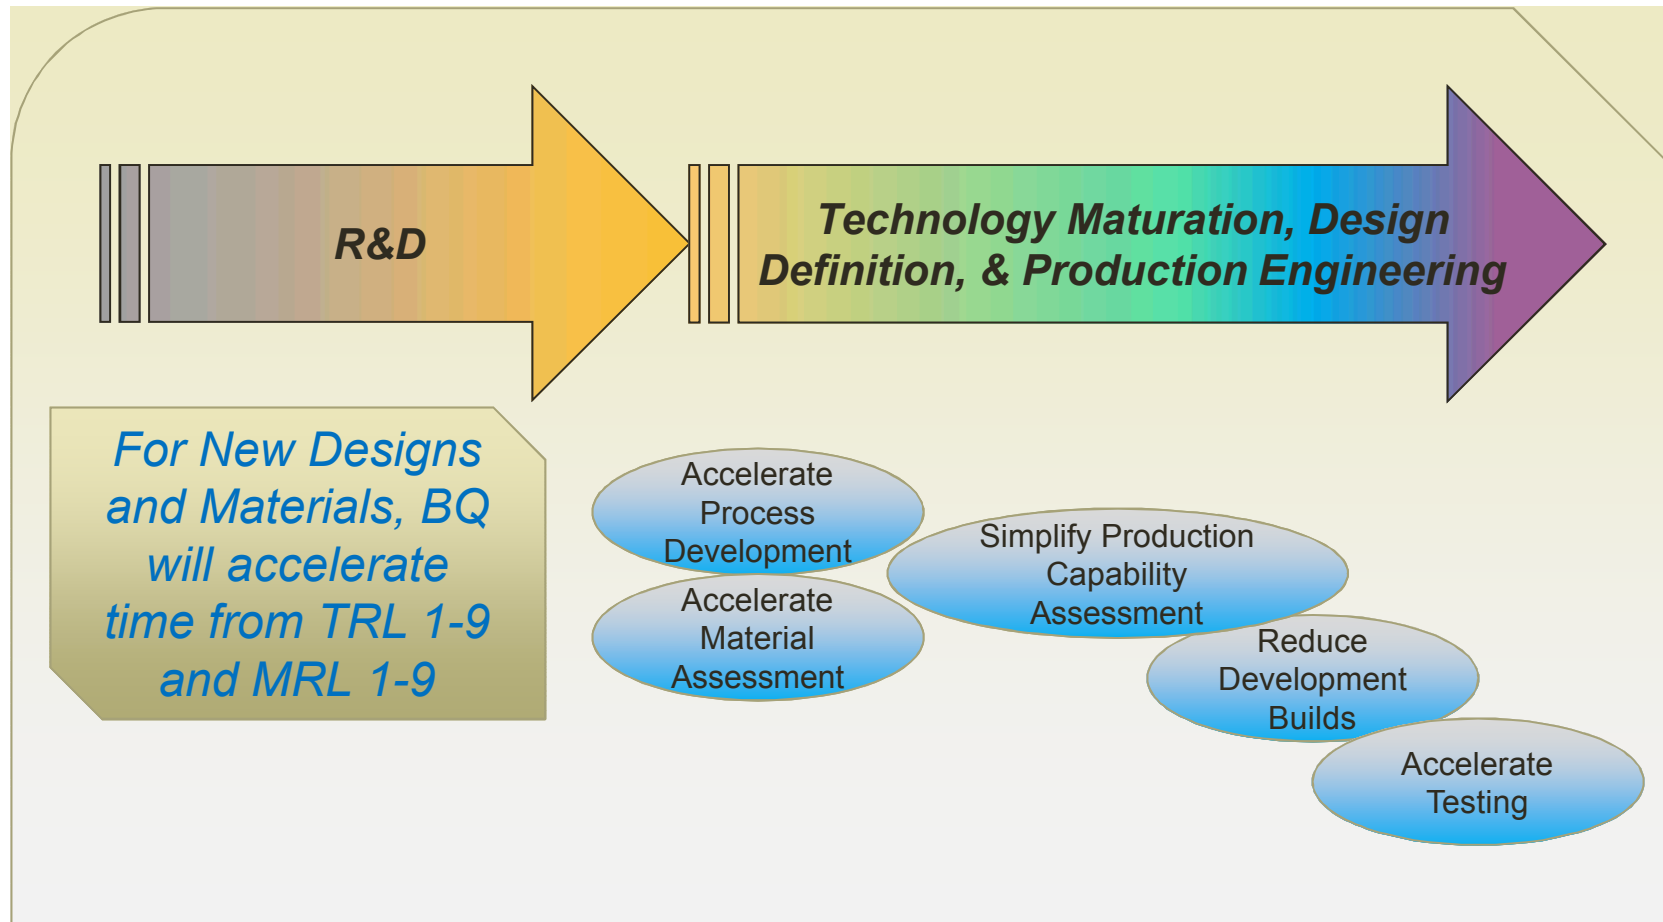 R&D
Technology Maturation, Design
Definition, & Production Engineering
For New Designs
and Materials, BQ
will accelerate
time from TRL 1-9
and MRL 1-9
Accelerate
Process
Development
Accelerate
Material
Assessment
Simplify Production
Capability
Assessment
Reduce
Development
Builds
Accelerate
Testing